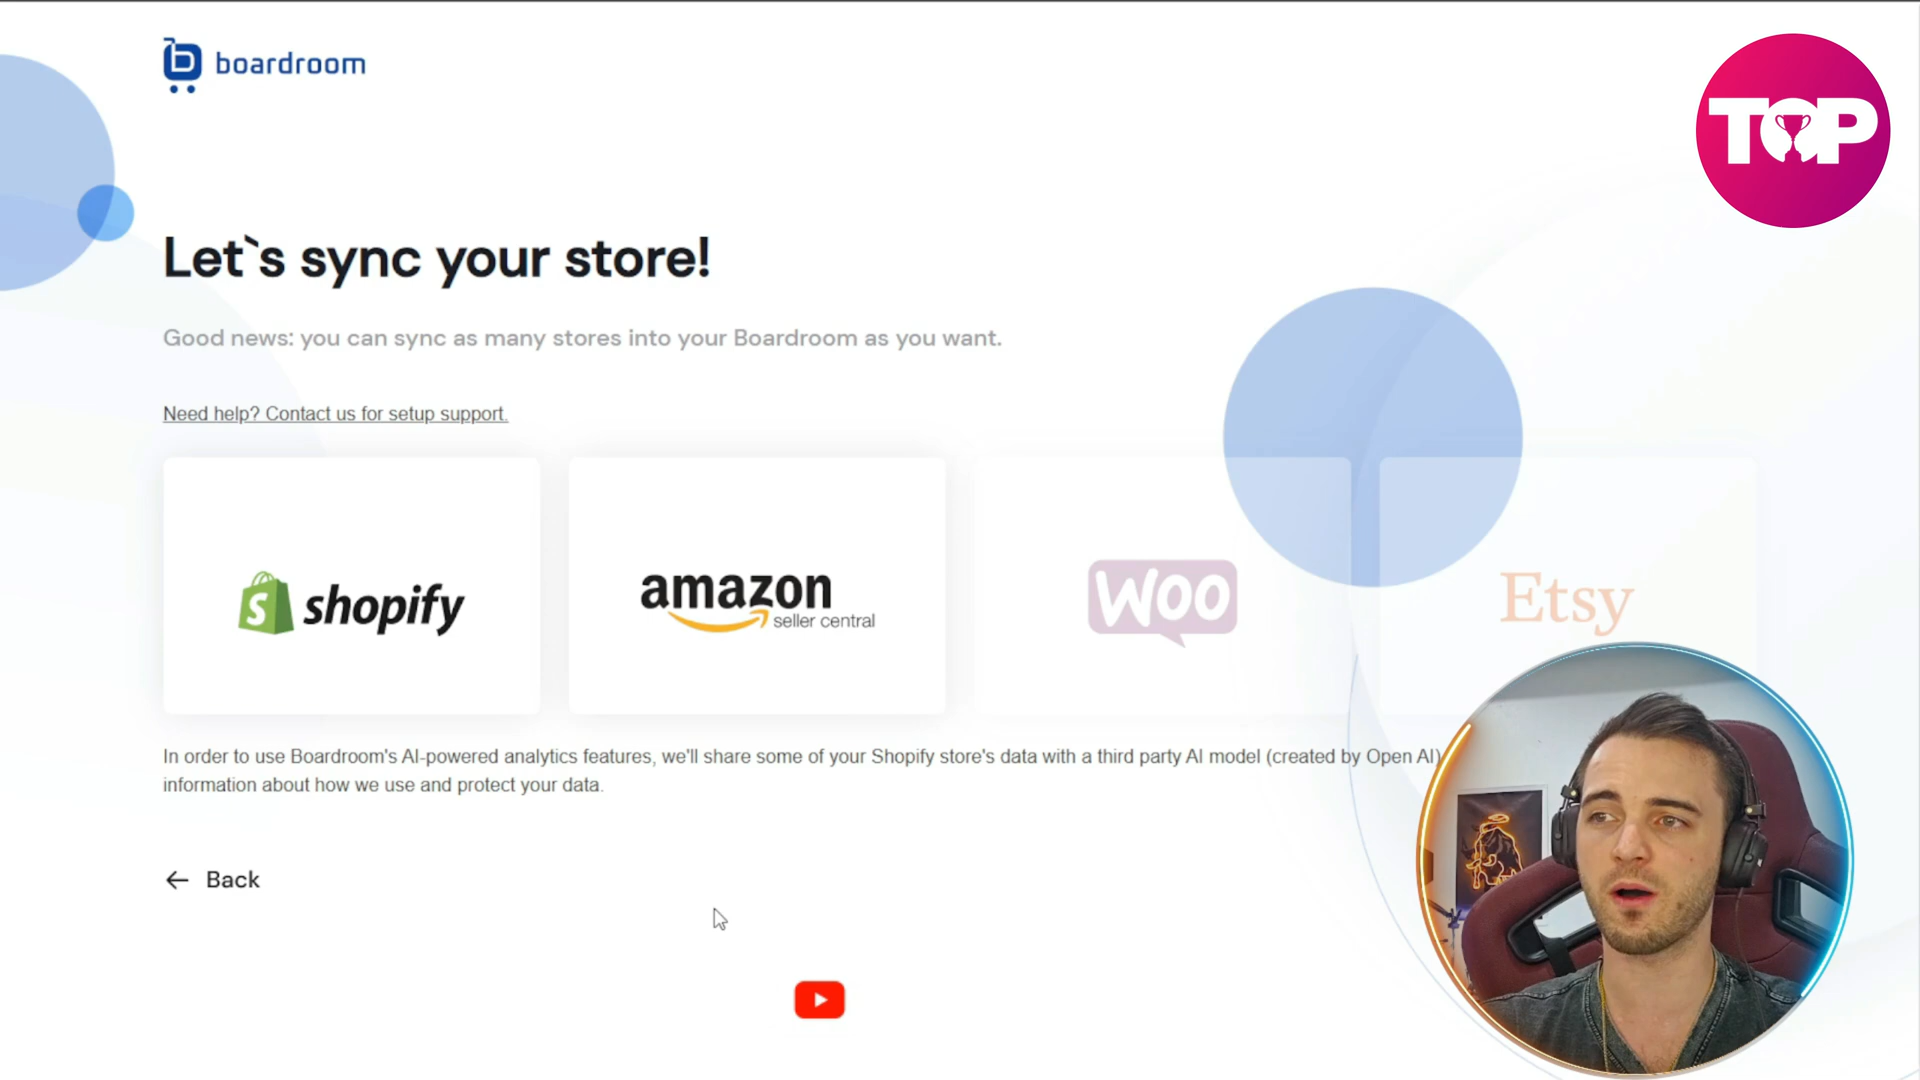 boardroom
TOP
Let`s sync your store!
Good news: you can sync as many stores into your Boardroom as you want.
Need help? Contact us for setup support.
shopify
amazon
seller central
WOO
Etsy
In order to use Boardroom's AI-powered analytics features, we'll share some of your Shopify store's data with a third party AI model (created by Open AI)
information about how we use and protect your data.
Back